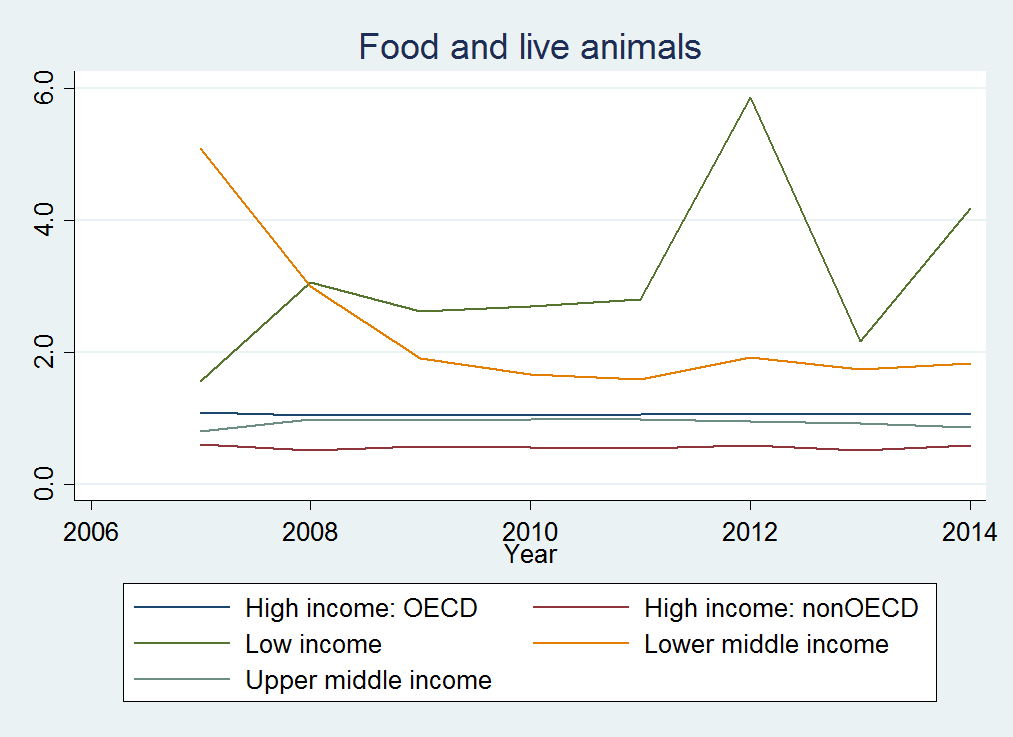 Food and live animals
6.0
4.0
2.0
0.0
2006 2008 2010 2012 2014
Year
High income: OECD High income: nonOECD
Low income Lower middle income
Upper middle income